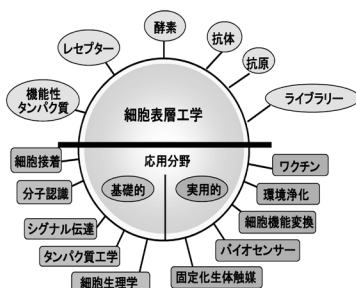 酵素
抗体
レセプター
抗原
機能性
タンパク質
ライブラリー
細胞表層工学
応用分野
細胞接着
ワクチン
基礎的
実用的
分子認識
環境浄化
シグナル伝達
細胞機能変換
タンパク質工学
バイオセンサー
細胞生理学
固定化生体触媒